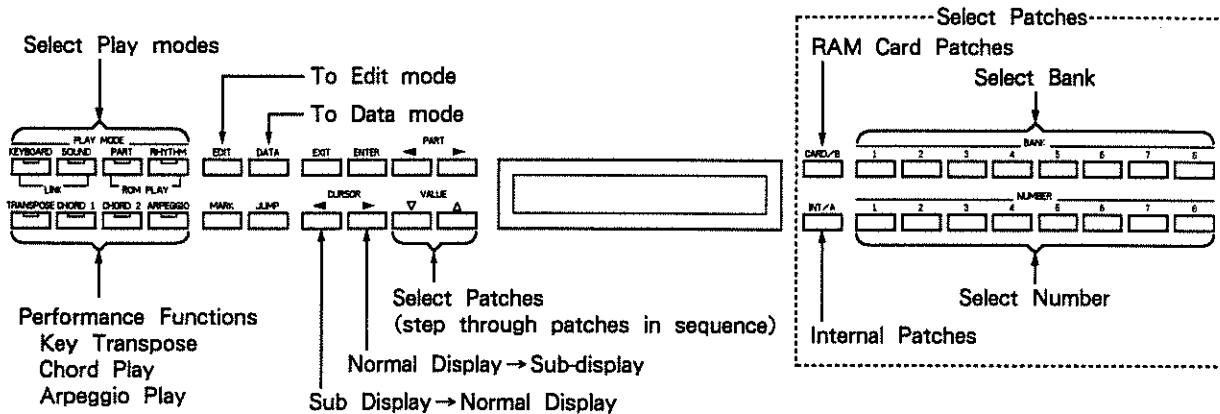 Select Patches
Select Play modes
RAM Card Patches
To Edit mode
Select Bank
To Data mode
PLAY MODE
KEYBOARD SOUND PART RHYTHM EDIT DATA EXIT ENTER ◄ PART ► CARD/B BANK 1 2 3 4 5 6 7 8
LINK ROM PLAY
TRANSPOSE CHORD 1 CHORD 2 ARPEGGIO MARK JUMP ◄ CURSOR ► VALUE ▽ △ INT/A NUMBER 1 2 3 4 5 6 7 8
Select Patches
(step through patches in sequence)
Select Number
Performance Functions
Key Transpose
Chord Play
Arpeggio Play
Internal Patches
Normal Display → Sub-display
Sub Display → Normal Display